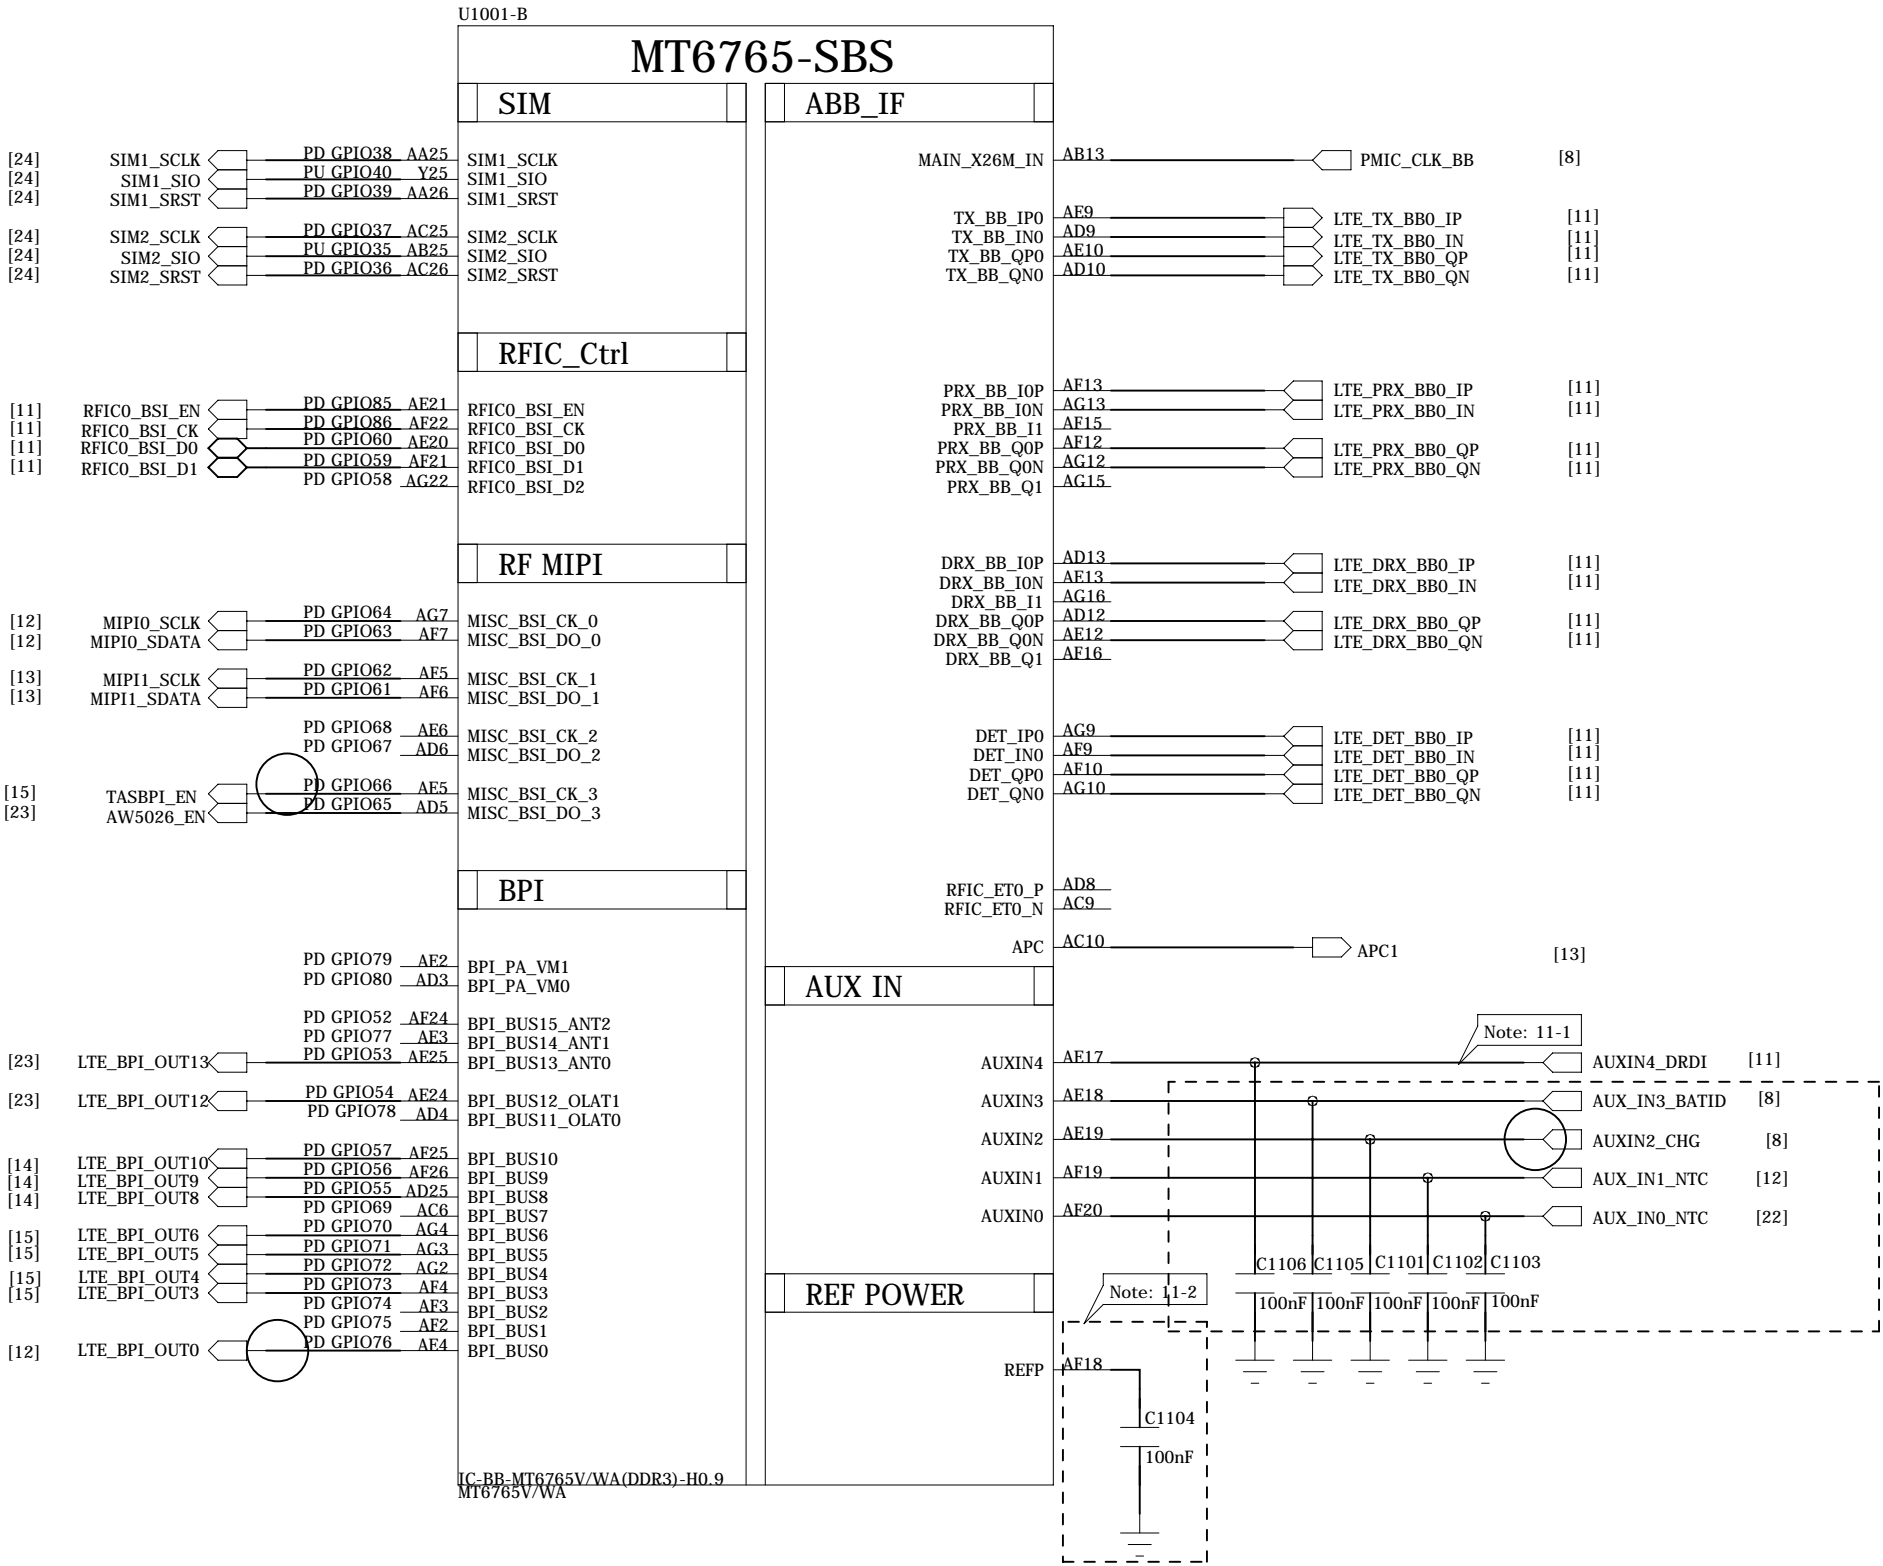 U1001-B
MT6765-SBS
SIM
[24] SIM1_SCLK PD GPIO38 AA25 SIM1_SCLK
[24] SIM1_SIO PU GPIO40 Y25 SIM1_SIO
[24] SIM1_SRST PD GPIO39 AA26 SIM1_SRST
[24] SIM2_SCLK PD GPIO37 AC25 SIM2_SCLK
[24] SIM2_SIO PU GPIO35 AB25 SIM2_SIO
[24] SIM2_SRST PD GPIO36 AC26 SIM2_SRST
RFIC_Ctrl
[11] RFIC0_BSI_EN PD GPIO85 AE21 RFIC0_BSI_EN
[11] RFIC0_BSI_CK PD GPIO86 AF22 RFIC0_BSI_CK
[11] RFIC0_BSI_D0 PD GPIO60 AE20 RFIC0_BSI_D0
[11] RFIC0_BSI_D1 PD GPIO59 AF21 RFIC0_BSI_D1
PD GPIO58 AG22 RFIC0_BSI_D2
RF MIPI
[12] MIPI0_SCLK PD GPIO64 AG7 MISC_BSI_CK_0
[12] MIPI0_SDATA PD GPIO63 AF7 MISC_BSI_DO_0
[13] MIPI1_SCLK PD GPIO62 AF5 MISC_BSI_CK_1
[13] MIPI1_SDATA PD GPIO61 AF6 MISC_BSI_DO_1
PD GPIO68 AE6 MISC_BSI_CK_2
PD GPIO67 AD6 MISC_BSI_DO_2
[15] TASBPI_EN PD GPIO66 AE5 MISC_BSI_CK_3
[23] AW5026_EN PD GPIO65 AD5 MISC_BSI_DO_3
BPI
PD GPIO79 AE2 BPI_PA_VM1
PD GPIO80 AD3 BPI_PA_VM0
PD GPIO52 AF24 BPI_BUS15_ANT2
PD GPIO77 AE3 BPI_BUS14_ANT1
[23] LTE_BPI_OUT13 PD GPIO53 AE25 BPI_BUS13_ANT0
[23] LTE_BPI_OUT12 PD GPIO54 AE24 BPI_BUS12_OLAT1
PD GPIO78 AD4 BPI_BUS11_OLAT0
[14] LTE_BPI_OUT10 PD GPIO57 AF25 BPI_BUS10
[14] LTE_BPI_OUT9 PD GPIO56 AF26 BPI_BUS9
[14] LTE_BPI_OUT8 PD GPIO55 AD25 BPI_BUS8
PD GPIO69 AC6 BPI_BUS7
[15] LTE_BPI_OUT6 PD GPIO70 AG4 BPI_BUS6
[15] LTE_BPI_OUT5 PD GPIO71 AG3 BPI_BUS5
[15] LTE_BPI_OUT4 PD GPIO72 AG2 BPI_BUS4
[15] LTE_BPI_OUT3 PD GPIO73 AF4 BPI_BUS3
PD GPIO74 AF3 BPI_BUS2
PD GPIO75 AF2 BPI_BUS1
[12] LTE_BPI_OUT0 PD GPIO76 AE4 BPI_BUS0
IC-BB-MT6765V/WA(DDR3)-H0.9
MT6765V/WA
ABB_IF
MAIN_X26M_IN AB13 PMIC_CLK_BB [8]
TX_BB_IP0 AE9 LTE_TX_BB0_IP [11]
TX_BB_IN0 AD9 LTE_TX_BB0_IN [11]
TX_BB_QP0 AE10 LTE_TX_BB0_QP [11]
TX_BB_QN0 AD10 LTE_TX_BB0_QN [11]
PRX_BB_I0P AF13 LTE_PRX_BB0_IP [11]
PRX_BB_I0N AG13 LTE_PRX_BB0_IN [11]
PRX_BB_I1 AF15
PRX_BB_Q0P AF12 LTE_PRX_BB0_QP [11]
PRX_BB_Q0N AG12 LTE_PRX_BB0_QN [11]
PRX_BB_Q1 AG15
DRX_BB_I0P AD13 LTE_DRX_BB0_IP [11]
DRX_BB_I0N AE13 LTE_DRX_BB0_IN [11]
DRX_BB_I1 AG16
DRX_BB_Q0P AD12 LTE_DRX_BB0_QP [11]
DRX_BB_Q0N AE12 LTE_DRX_BB0_QN [11]
DRX_BB_Q1 AF16
DET_IP0 AG9 LTE_DET_BB0_IP [11]
DET_IN0 AF9 LTE_DET_BB0_IN [11]
DET_QP0 AF10 LTE_DET_BB0_QP [11]
DET_QN0 AG10 LTE_DET_BB0_QN [11]
RFIC_ET0_P AD8
RFIC_ET0_N AC9
APC AC10 APC1 [13]
AUX IN
Note: 11-1
AUXIN4 AE17 AUXIN4_DRDI [11]
AUXIN3 AE18 AUX_IN3_BATID [8]
AUXIN2 AE19 AUXIN2_CHG [8]
AUXIN1 AF19 AUX_IN1_NTC [12]
AUXIN0 AF20 AUX_IN0_NTC [22]
C1106 C1105 C1101 C1102 C1103
100nF 100nF 100nF 100nF 100nF
REF POWER
Note: 11-2
REFP AF18
C1104
100nF